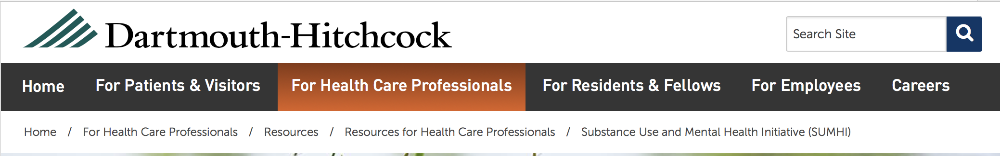 Dartmouth-Hitchcock
Search Site
Home For Patients & Visitors For Health Care Professionals For Residents & Fellows For Employees Careers
Home / For Health Care Professionals / Resources / Resources for Health Care Professionals / Substance Use and Mental Health Initiative (SUMHI)